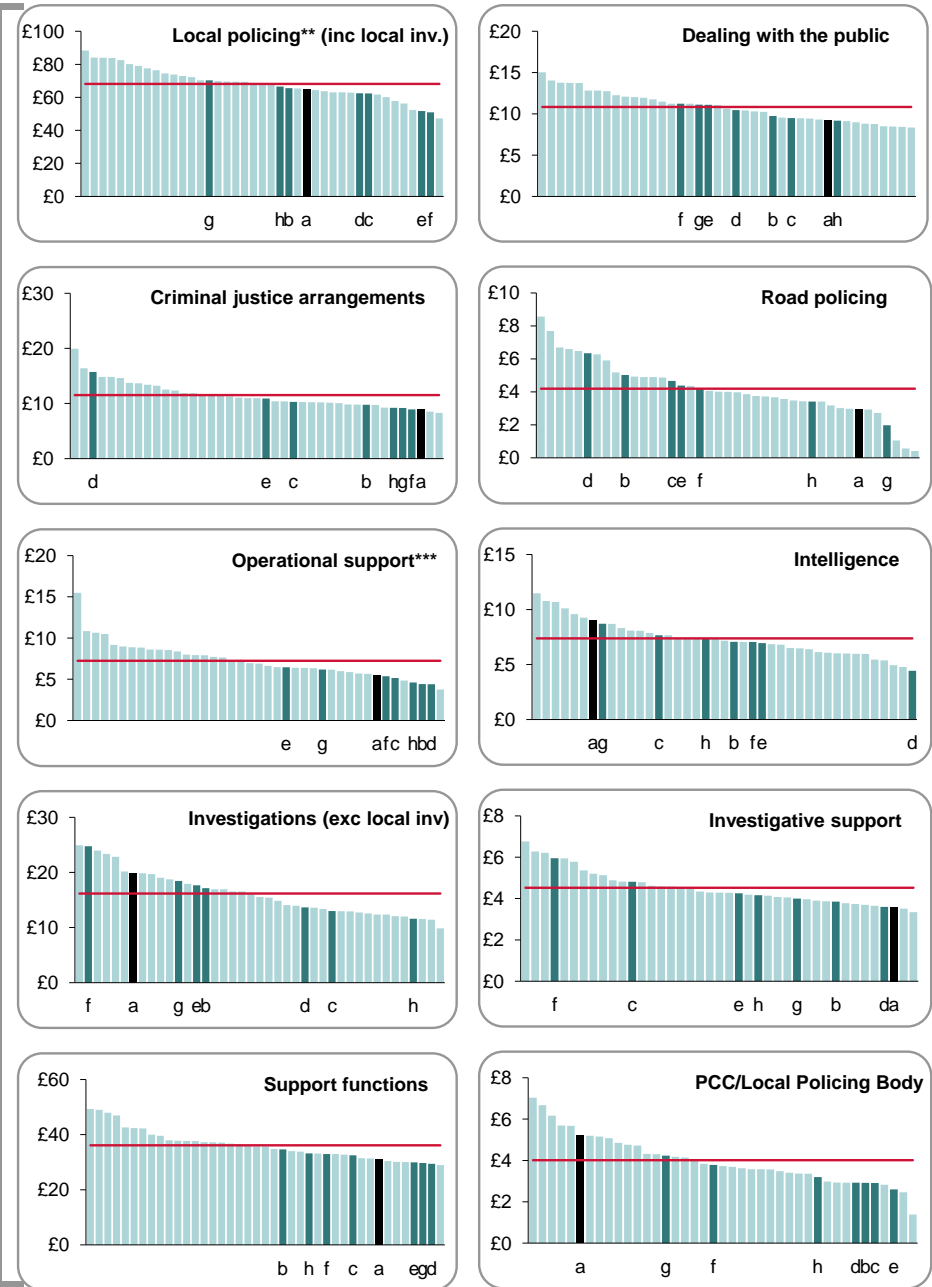 Local policing** (inc local inv.)
£100
£80
£60
£40
£20
£0
g hb a dc ef
Dealing with the public
£20
£15
£10
£5
£0
f ge d b c ah
Criminal justice arrangements
£30
£20
£10
£0
d e c b hgfa
Road policing
£10
£8
£6
£4
£2
£0
d b ce f h a g
Operational support***
£20
£15
£10
£5
£0
e g afc hbd
Intelligence
£15
£10
£5
£0
ag c h b fe d
Investigations (exc local inv)
£30
£20
£10
£0
f a g eb d c h
Investigative support
£8
£6
£4
£2
£0
f c e h g b da
Support functions
£60
£40
£20
£0
b h f c a egd
PCC/Local Policing Body
£8
£6
£4
£2
£0
a g f h dbc e